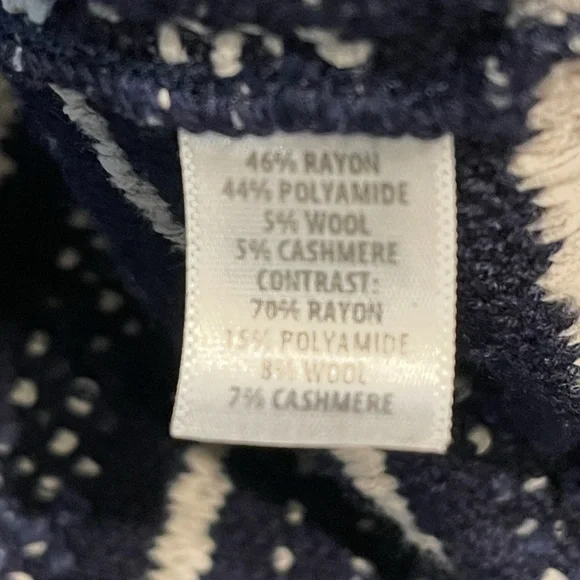 46% RAYON
44% POLYAMIDE
5% WOOL
5% CASHMERE
CONTRAST:
70% RAYON
15% POLYAMIDE
8% WOOL
7% CASHMERE